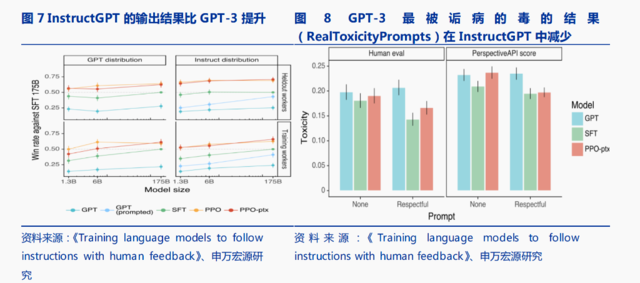 图 7 InstructGPT 的输出结果比 GPT-3 提升
GPT distribution
Instruct distribution
Win rate against SFT 175B
0.75
0.50
0.25
Heldout workers
0.75
0.50
0.25
Training workers
1.3B 6B 175B 1.3B 6B 175B
Model size
GPT
GPT (prompted)
SFT
PPO
PPO-ptx
资料来源：《Training language models to follow
instructions with human feedback》、申万宏源研
究
图 8 GPT-3 最被诟病的毒的结果
（RealToxicityPrompts）在 InstructGPT 中减少
Human eval
PerspectiveAPI score
Toxicity
0.25
0.20
0.15
0.10
0.05
0
None Respectful None Respectful
Prompt
Model
GPT
SFT
PPO-ptx
资料来源：《Training language models to follow
instructions with human feedback》、申万宏源研究